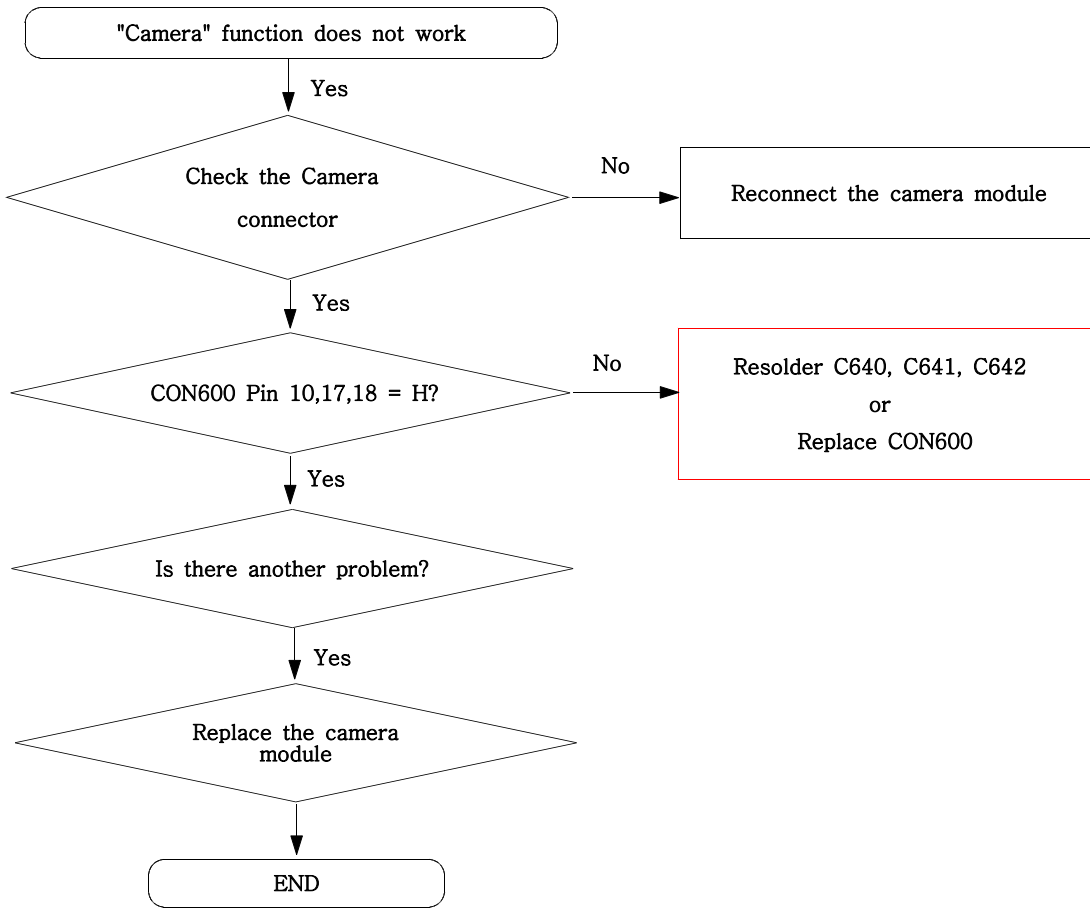 "Camera" function does not work
Yes
Check the Camera
connector
No
Reconnect the camera module
Yes
CON600 Pin 10,17,18 = H?
No
Resolder C640, C641, C642
or
Replace CON600
Yes
Is there another problem?
Yes
Replace the camera
module
END